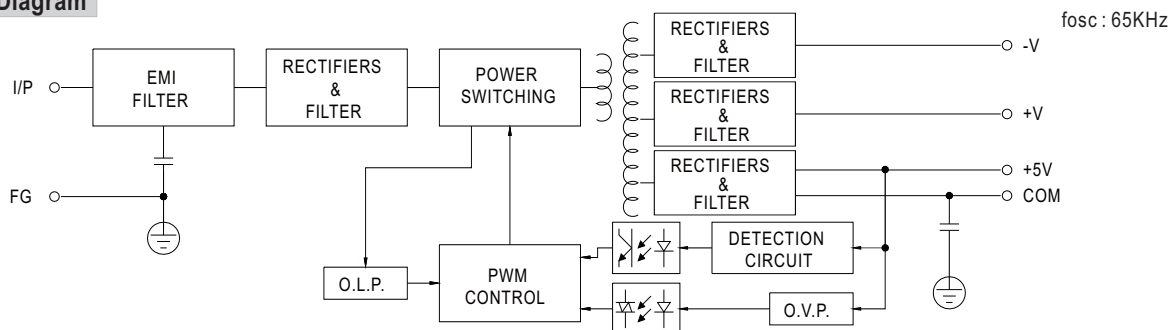 Diagram
fosc : 65KHz
I/P
EMI
FILTER
RECTIFIERS
&
FILTER
POWER
SWITCHING
RECTIFIERS
&
FILTER
-V
RECTIFIERS
&
FILTER
+V
RECTIFIERS
&
FILTER
+5V
COM
FG
DETECTION
CIRCUIT
O.L.P.
PWM
CONTROL
O.V.P.